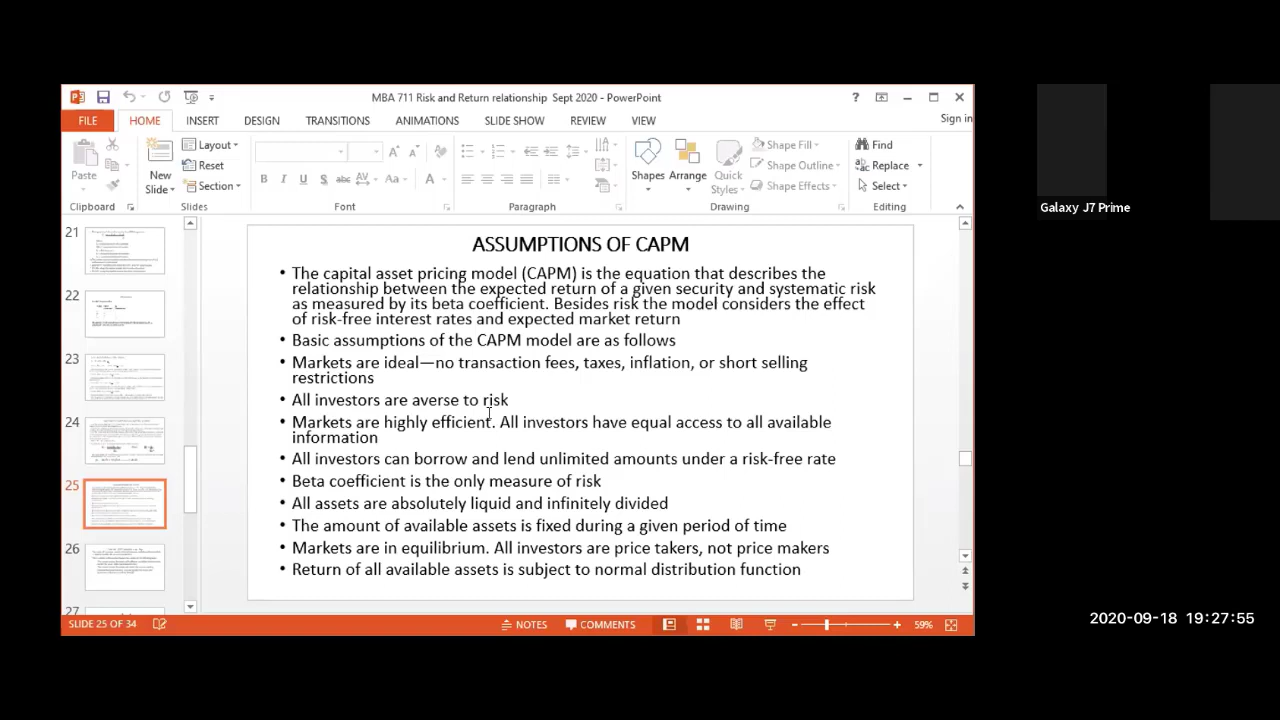 MBA 711 Risk and Return relationship  Sept 2020 - PowerPoint
?
FILE HOME INSERT DESIGN TRANSITIONS ANIMATIONS SLIDE SHOW REVIEW VIEW Sign in
Paste
New Slide
Layout
Reset
Section
B I U S abc AV Aa A
Shapes Arrange Quick Styles
Shape Fill
Shape Outline
Shape Effects
Find
Replace
Select
Clipboard Slides Font Paragraph Drawing Editing
21
22
23
24
25
26
27
ASSUMPTIONS OF CAPM
• The capital asset pricing model (CAPM) is the equation that describes the
relationship between the expected return of a given security and systematic risk
as measured by its beta coefficient. Besides risk the model considers the effect
of risk-free interest rates and expected market return
• Basic assumptions of the CAPM model are as follows
• Markets are ideal—no transaction fees, taxes, inflation, or short selling
restrictions
• All investors are averse to risk
• Markets are highly efficient. All investors have equal access to all available
information
• All investors can borrow and lend unlimited amounts under a risk-free rate
• Beta coefficient is the only measure of risk
• All assets are absolutely liquid and infinitely divided
• The amount of available assets is fixed during a given period of time
• Markets are in equilibrium. All investors are price takers, not price makers
• Return of all available assets is subject to normal distribution function
SLIDE 25 OF 34 NOTES COMMENTS 59%
Galaxy J7 Prime
2020-09-18 19:27:55